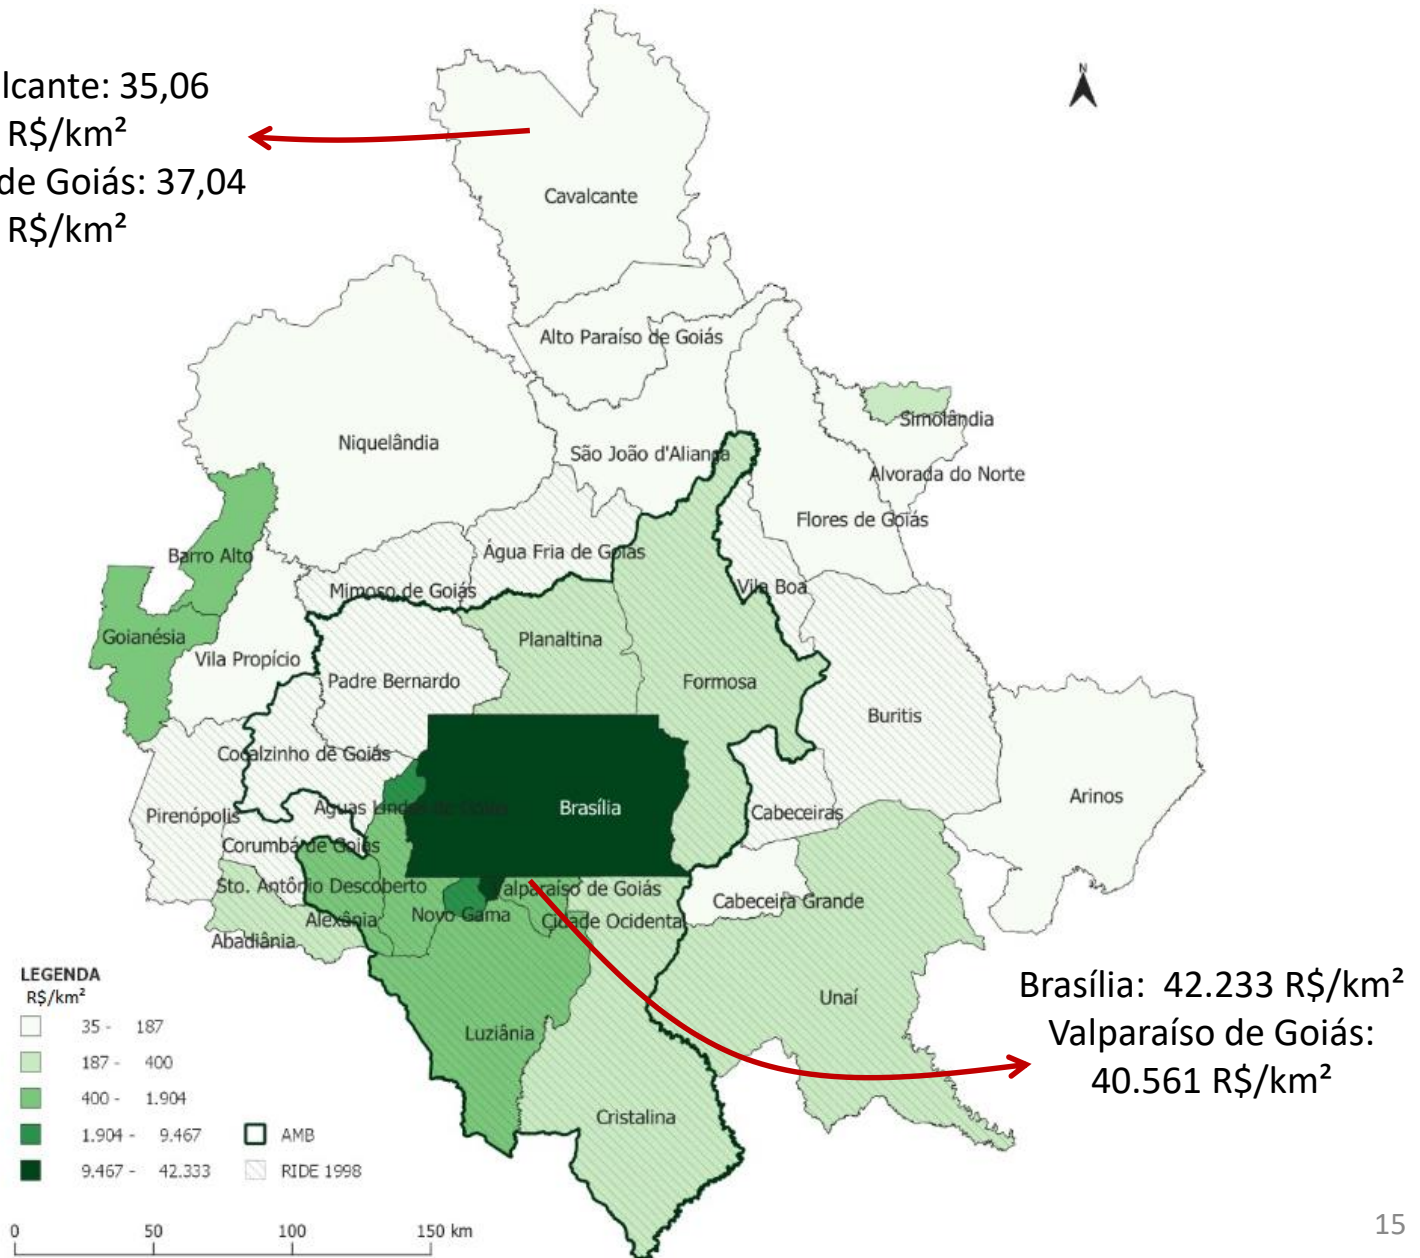 lcante: 35,06
R$/km²
de Goiás: 37,04
R$/km²
N
Cavalcante
Alto Paraíso de Goiás
Simolândia
Niquelândia
São João d'Aliança
Alvorada do Norte
Flores de Goiás
Barro Alto
Água Fria de Goiás
Mimoso de Goiás
Vila Boa
Goianésia
Planaltina
Vila Propício
Padre Bernardo
Formosa
Buritis
Cocalzinho de Goiás
Arinos
Águas Lindas de Goiás
Brasília
Pirenópolis
Cabeceiras
Corumbá de Goiás
Sto. Antônio Descoberto
Valparaíso de Goiás
Cabeceira Grande
Alexânia
Novo Gama
Cidade Ocidental
Abadiânia
Unaí
Luziânia
Cristalina
Brasília: 42.233 R$/km²
Valparaíso de Goiás:
40.561 R$/km²
LEGENDA
R$/km²
35 - 187
187 - 400
400 - 1.904
1.904 - 9.467
AMB
9.467 - 42.333
RIDE 1998
0 50 100 150 km
15